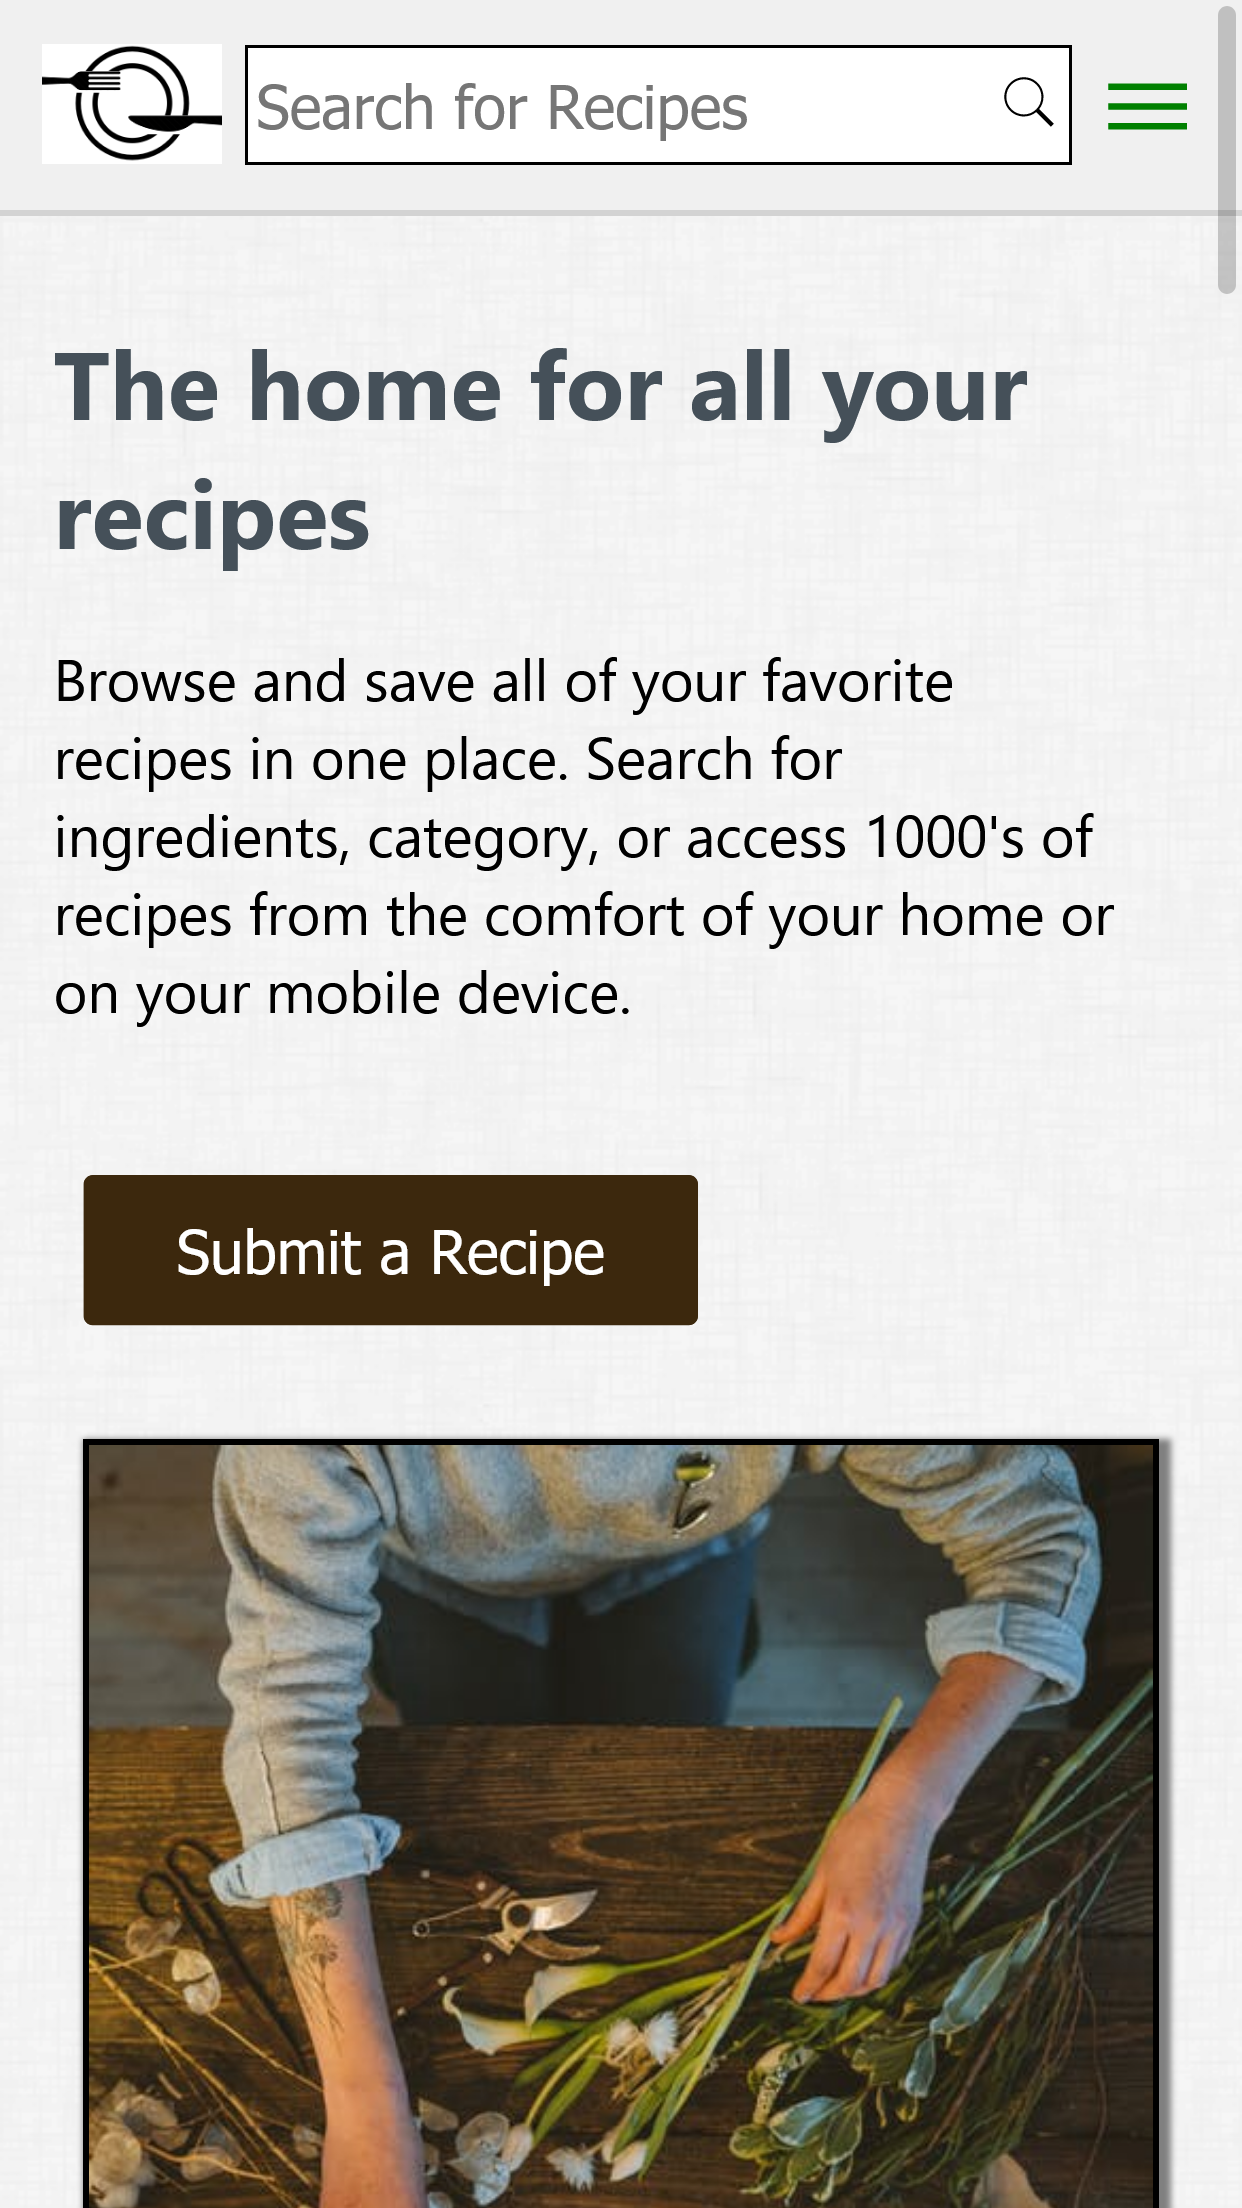 Search for Recipes
The home for all your
recipes
Browse and save all of your favorite
recipes in one place. Search for
ingredients, category, or access 1000's of
recipes from the comfort of your home or
on your mobile device.
Submit a Recipe